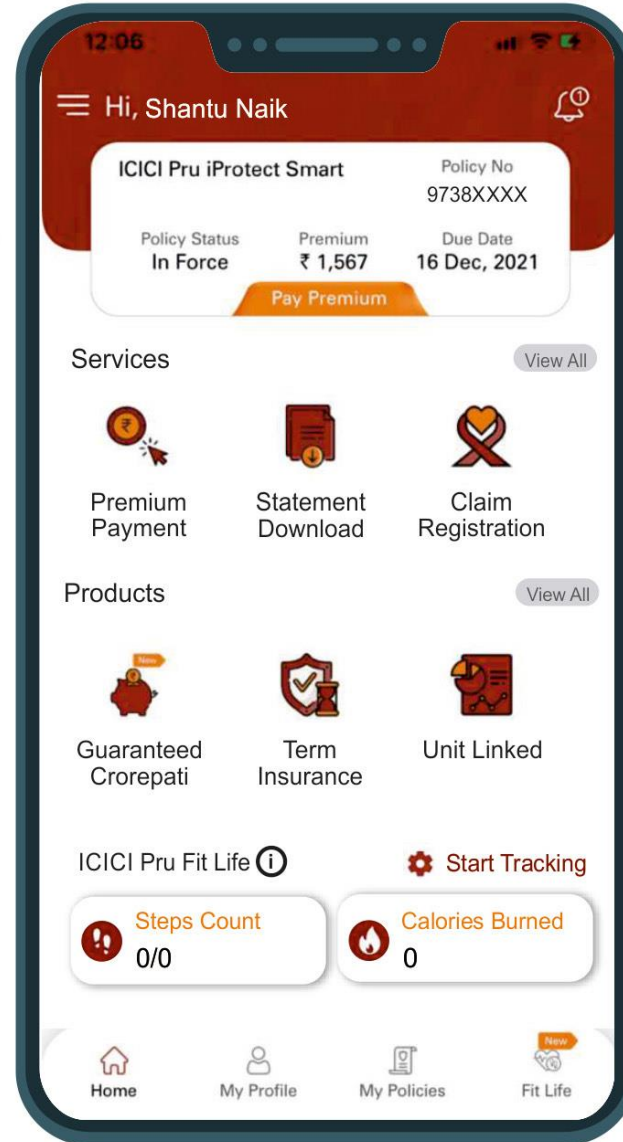 12:06
Hi, Shantu Naik
1
ICICI Pru iProtect Smart
Policy No
9738XXXX
Policy Status
Premium
Due Date
In Force
₹ 1,567
16 Dec, 2021
Pay Premium
Services
View All
₹
Premium
Payment
Statement
Download
Claim
Registration
Products
View All
New
₹
Guaranteed
Crorepati
Term
Insurance
Unit Linked
ICICI Pru Fit Life i
Start Tracking
Steps Count
0/0
Calories Burned
0
New
Home
My Profile
My Policies
Fit Life